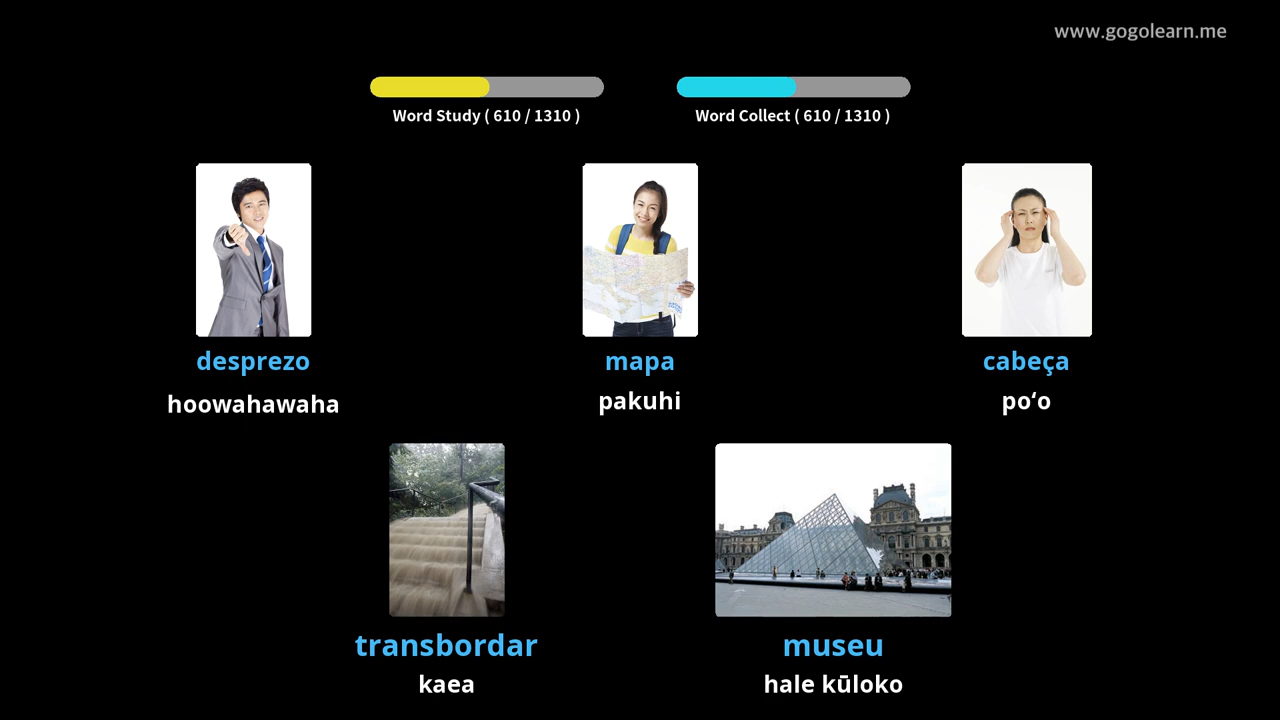 www.gogolearn.me
Word Study ( 610 / 1310 )
Word Collect ( 610 / 1310 )
desprezo
hoowahawaha
mapa
pakuhi
cabeça
poʻo
transbordar
kaea
museu
hale kūloko